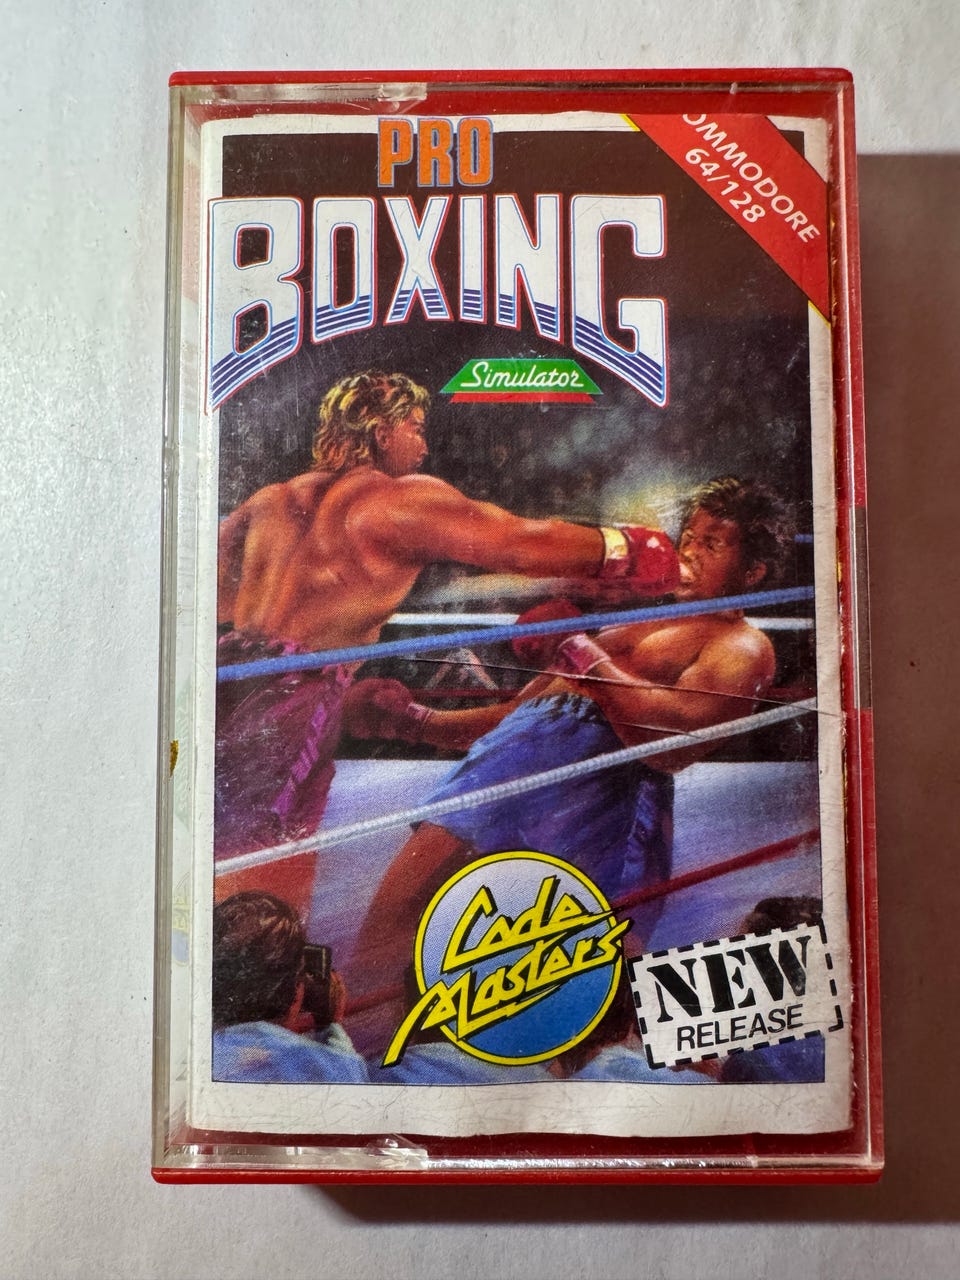 PRO
BOXING
Simulator
OMMODORE
64/128
Code
Masters
NEW
RELEASE